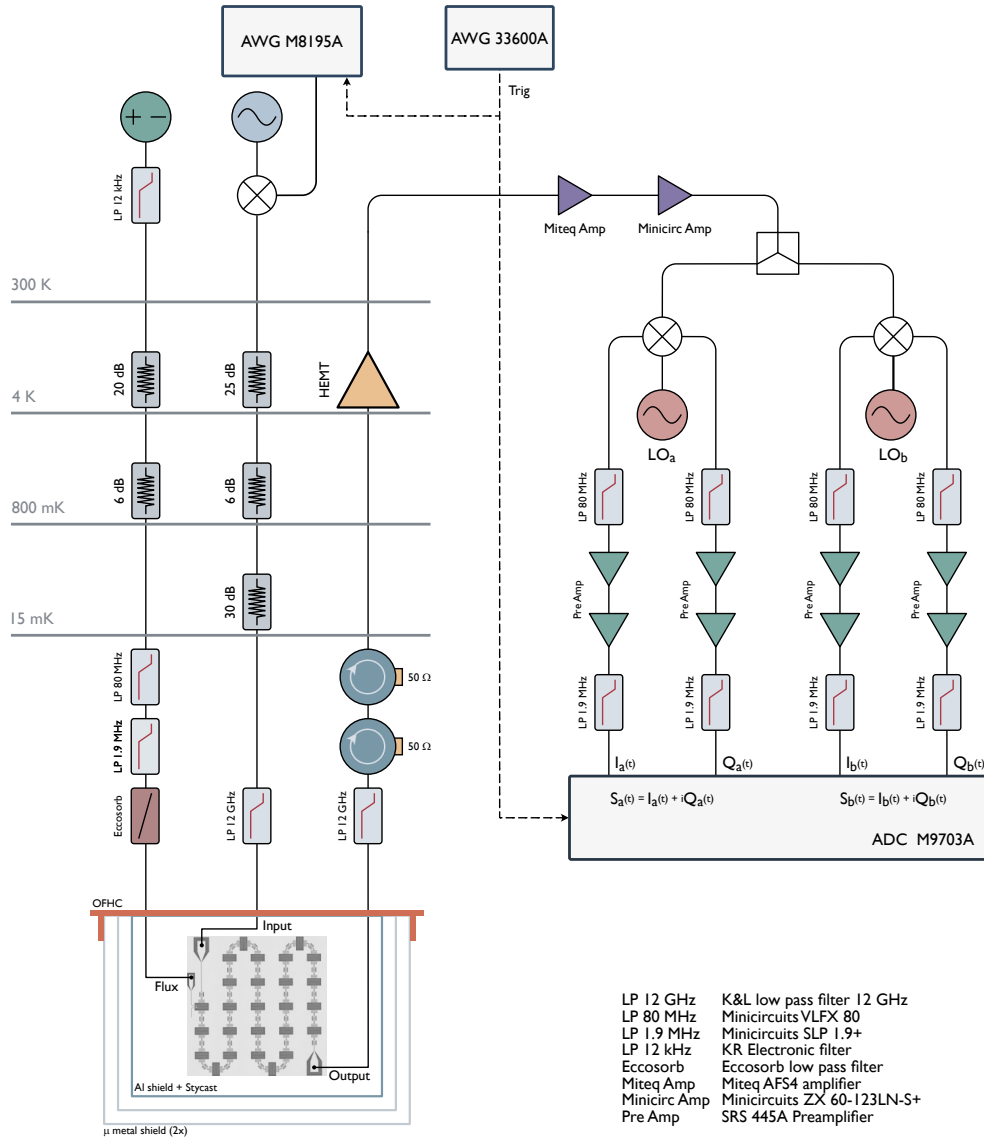 AWG M8195A
AWG 33600A
Trig
+ −
LP 12 kHz
Miteq Amp
Minicirc Amp
300 K
20 dB
25 dB
HEMT
4 K
LOa
LOb
6 dB
6 dB
LP 80 MHz
LP 80 MHz
LP 80 MHz
LP 80 MHz
800 mK
Pre Amp
Pre Amp
Pre Amp
Pre Amp
30 dB
15 mK
LP 80 MHz
50 Ω
LP 1.9 MHz
LP 1.9 MHz
LP 1.9 MHz
LP 1.9 MHz
LP 1.9 MHz
50 Ω
Ia(t)
Qa(t)
Ib(t)
Qb(t)
Eccosorb
LP 12 GHz
LP 12 GHz
Sa(t) = Ia(t) + iQa(t)
Sb(t) = Ib(t) + iQb(t)
ADC M9703A
OFHC
Input
Flux
Output
Al shield + Stycast
μ metal shield (2x)
LP 12 GHz K&L low pass filter 12 GHz
LP 80 MHz Minicircuits VLFX 80
LP 1.9 MHz Minicircuits SLP 1.9+
LP 12 kHz KR Electronic filter
Eccosorb Eccosorb low pass filter
Miteq Amp Miteq AFS4 amplifier
Minicirc Amp Minicircuits ZX 60-123LN-S+
Pre Amp SRS 445A Preamplifier